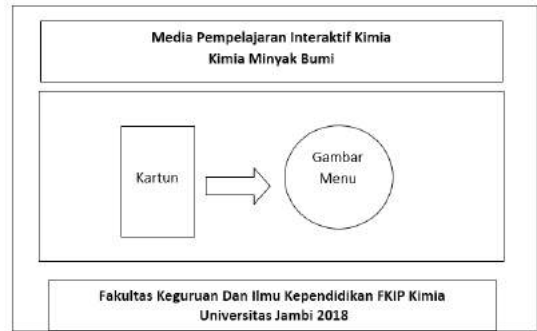 Media Pempelajaran Interaktif Kimia
Kimia Minyak Bumi
Kartun
Gambar
Menu
Fakultas Keguruan Dan Ilmu Kependidikan FKIP Kimia
Universitas Jambi 2018